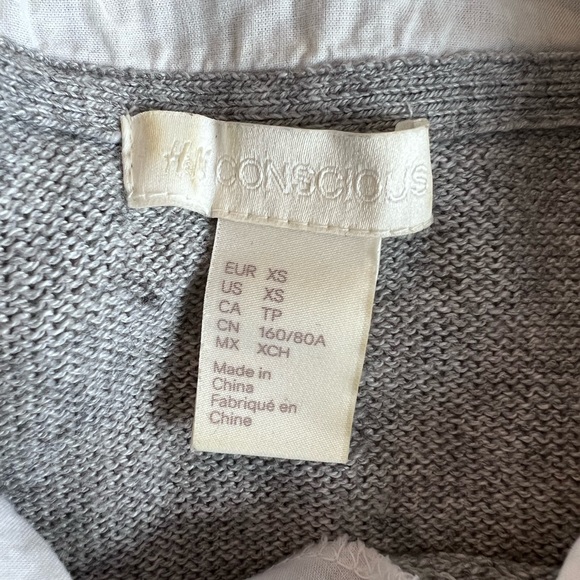 H&M CONSCIOUS
EUR XS
US XS
CA TP
CN 160/80A
MX XCH
Made in
China
Fabriqué en
Chine